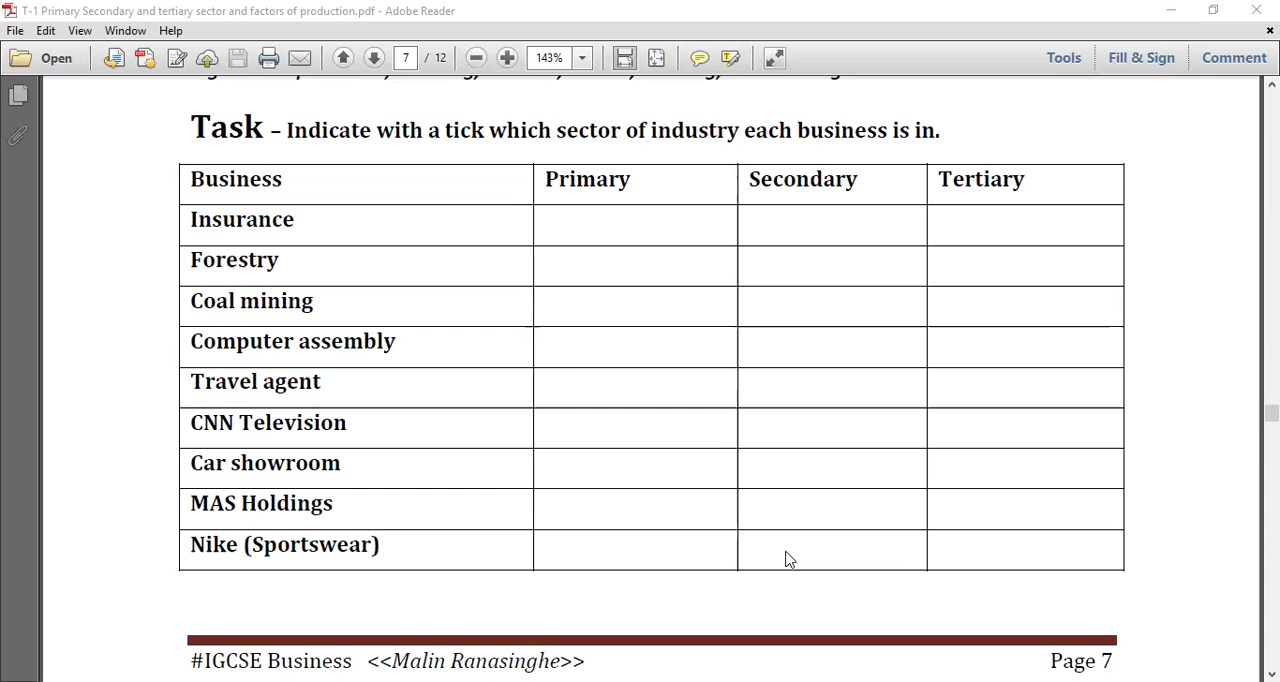 T-1 Primary Secondary and tertiary sector and factors of production.pdf - Adobe Reader
File Edit View Window Help
Open 7 / 12 143% Tools Fill & Sign Comment
Task – Indicate with a tick which sector of industry each business is in.
Business Primary Secondary Tertiary
Insurance
Forestry
Coal mining
Computer assembly
Travel agent
CNN Television
Car showroom
MAS Holdings
Nike (Sportswear)
#IGCSE Business <<Malin Ranasinghe>> Page 7